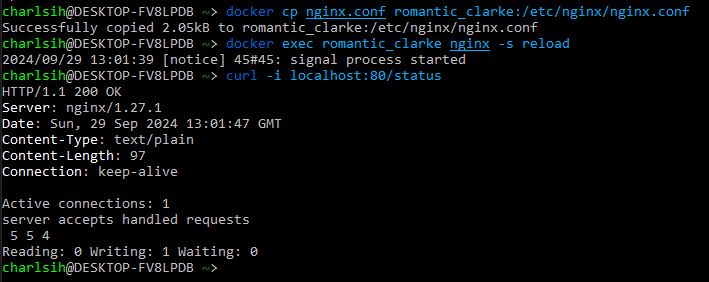 charlsih@DESKTOP-FV8LPDB ~> docker cp nginx.conf romantic_clarke:/etc/nginx/nginx.conf
Successfully copied 2.05kB to romantic_clarke:/etc/nginx/nginx.conf
charlsih@DESKTOP-FV8LPDB ~> docker exec romantic_clarke nginx -s reload
2024/09/29 13:01:39 [notice] 45#45: signal process started
charlsih@DESKTOP-FV8LPDB ~> curl -i localhost:80/status
HTTP/1.1 200 OK
Server: nginx/1.27.1
Date: Sun, 29 Sep 2024 13:01:47 GMT
Content-Type: text/plain
Content-Length: 97
Connection: keep-alive

Active connections: 1
server accepts handled requests
 5 5 4
Reading: 0 Writing: 1 Waiting: 0
charlsih@DESKTOP-FV8LPDB ~>